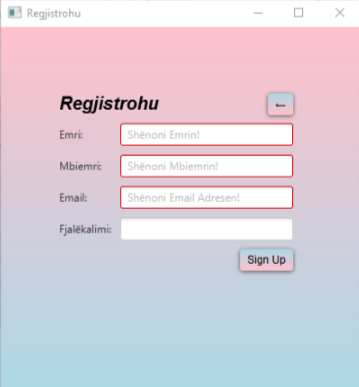 Regjistrohu
Regjistrohu ←
Emri: Shënoni Emrin!
Mbiemri: Shënoni Mbiemrin!
Email: Shënoni Email Adresen!
Fjalëkalimi:
Sign Up